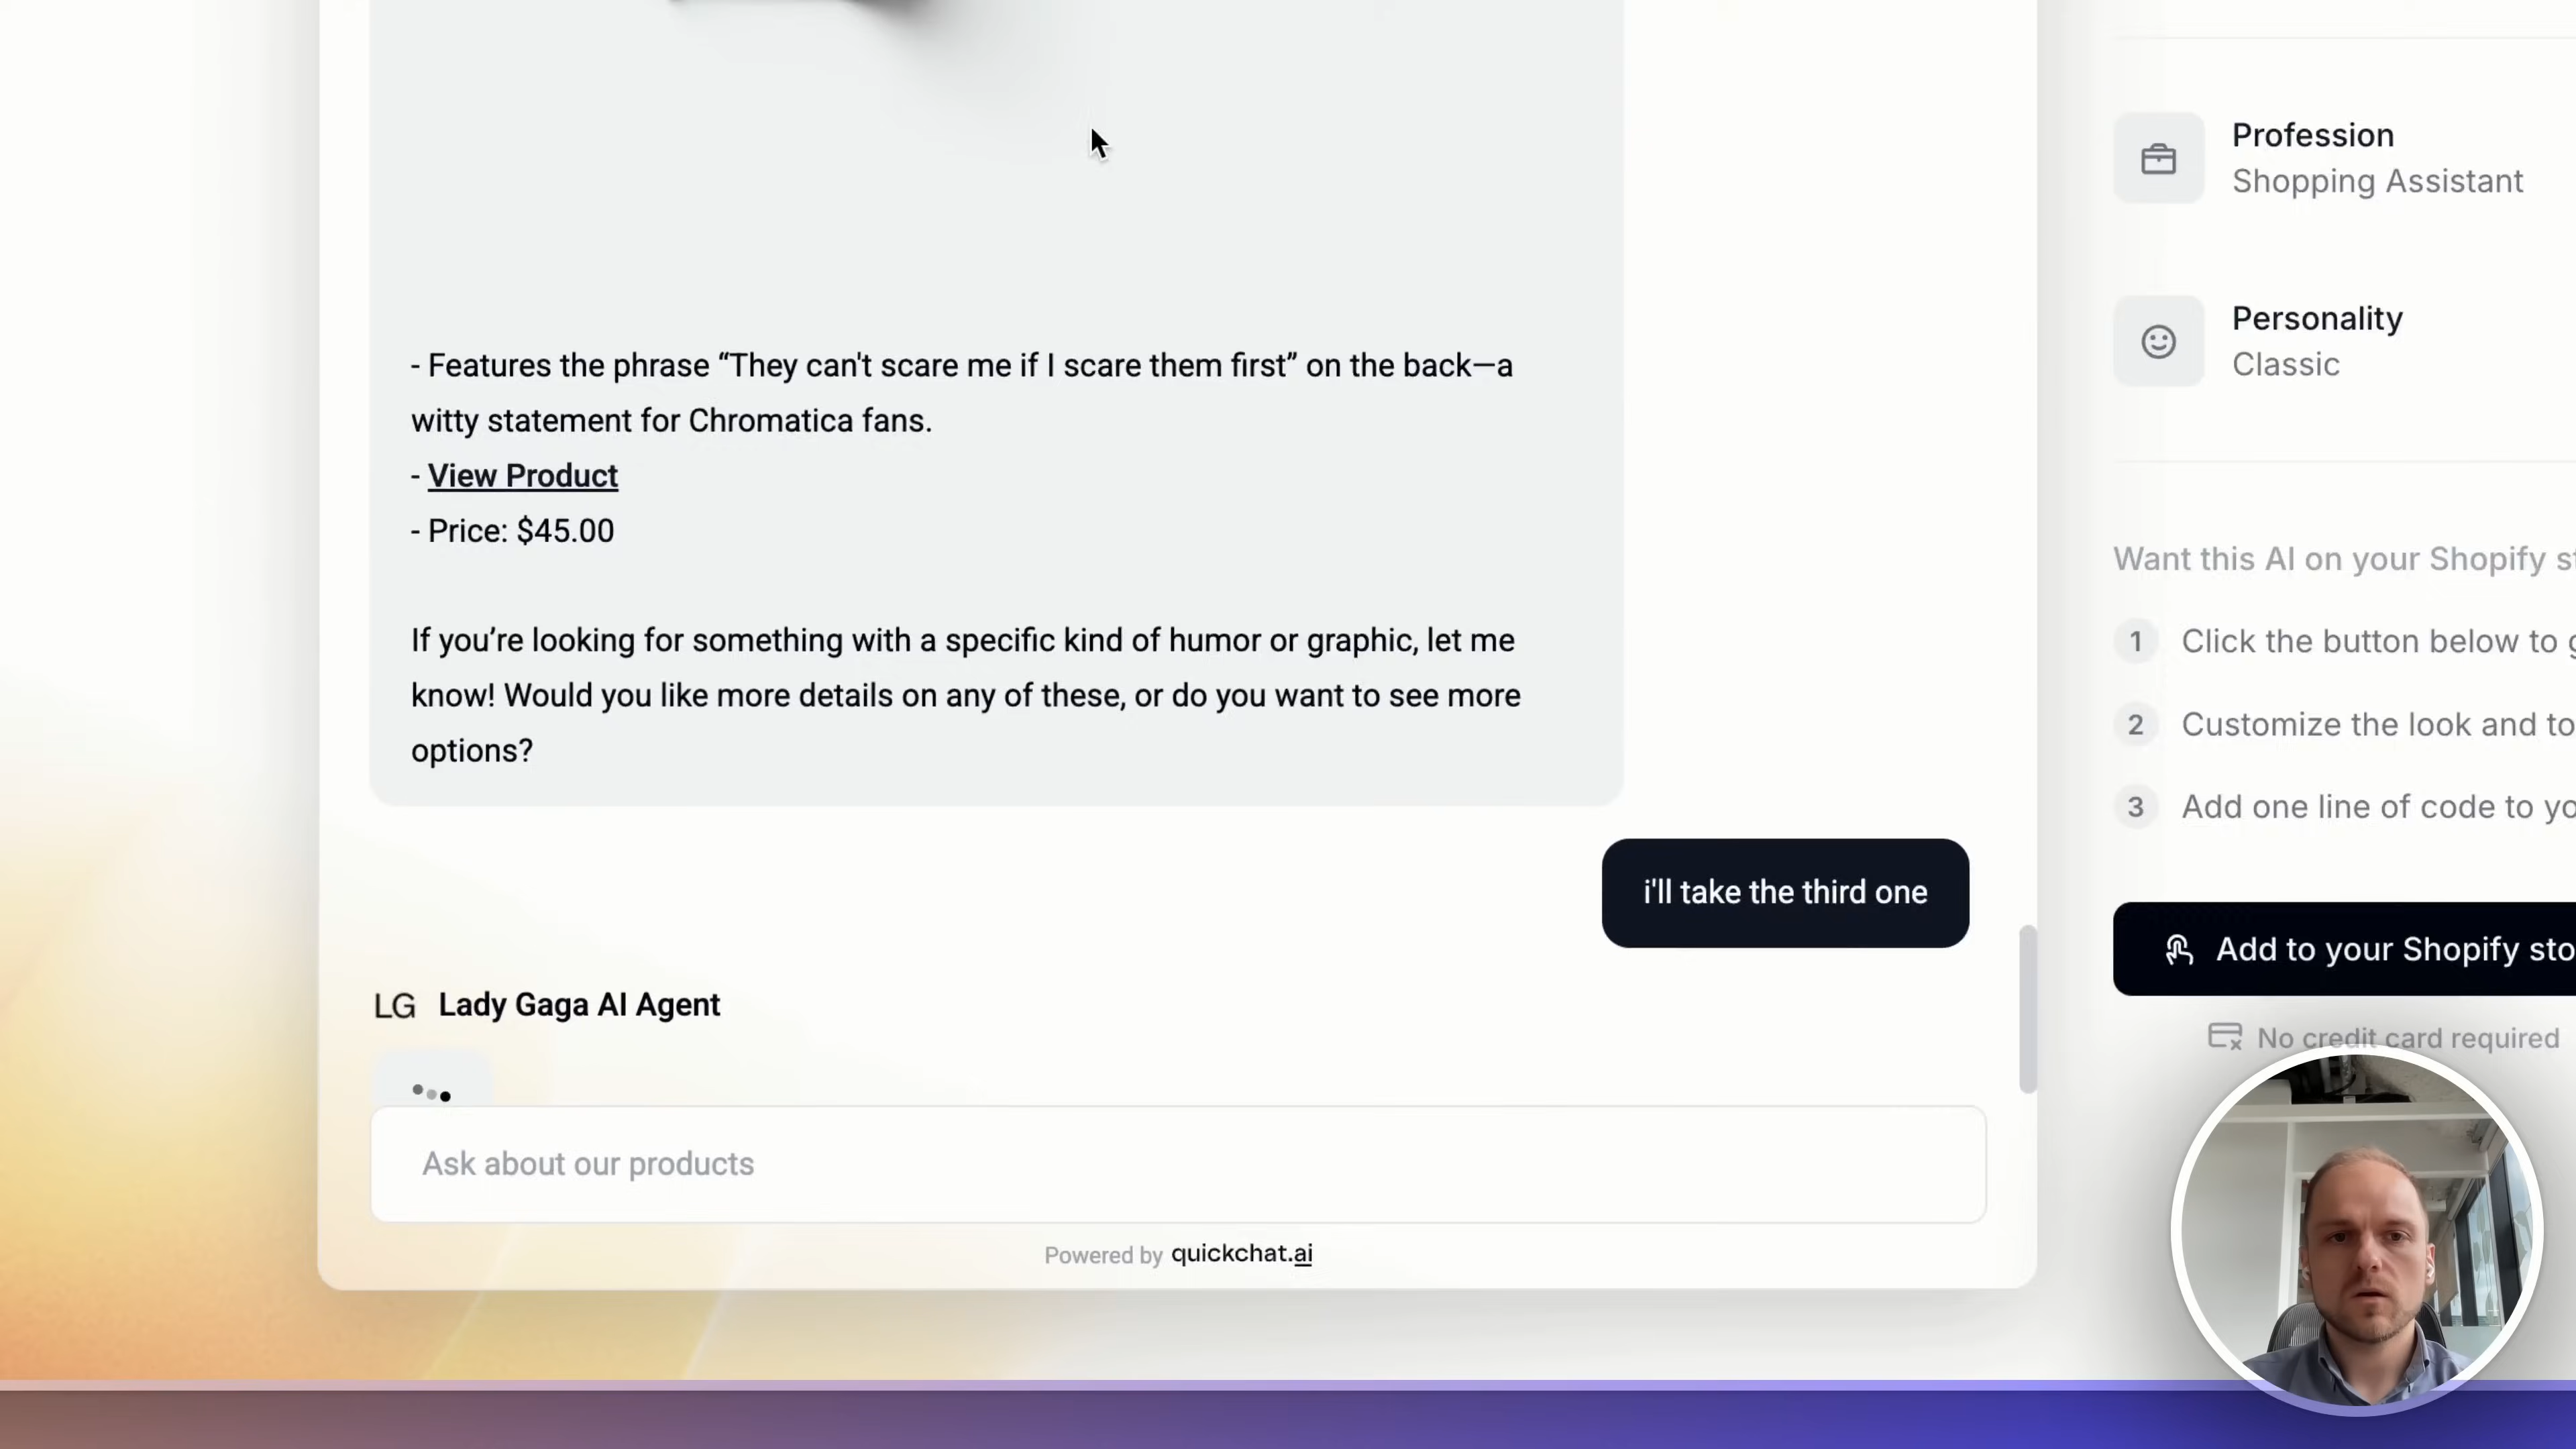 - Features the phrase “They can't scare me if I scare them first” on the back—a
witty statement for Chromatica fans.
- View Product
- Price: $45.00
If you’re looking for something with a specific kind of humor or graphic, let me
know! Would you like more details on any of these, or do you want to see more
options?
i'll take the third one
LG Lady Gaga AI Agent
Ask about our products
Powered by quickchat.ai
Profession
Shopping Assistant
Personality
Classic
Want this AI on your Shopify
1 Click the button below to
2 Customize the look and
3 Add one line of code to
Add to your Shopify
No credit card required